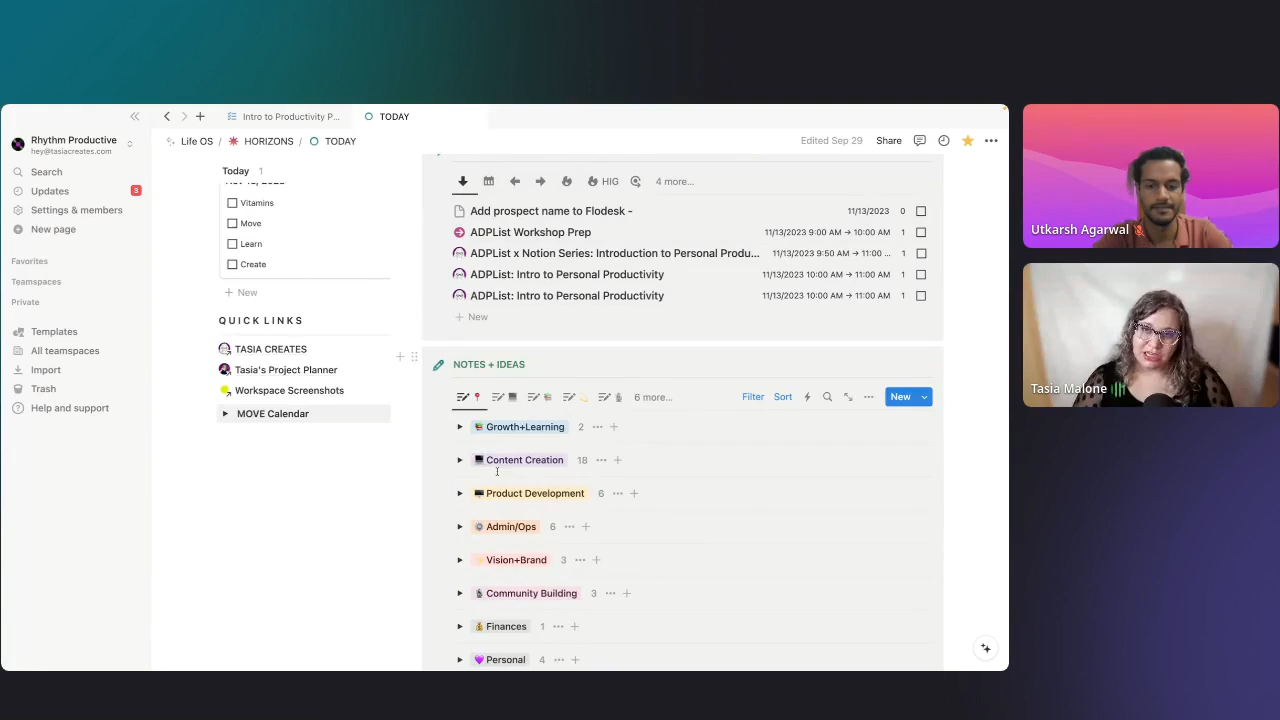 Intro to Productivity P...
TODAY
Rhythm Productive
hey@tasiacreates.com
Life OS / HORIZONS / TODAY
Edited Sep 29
Share
Search
Updates 3
Settings & members
New page
Favorites
Teamspaces
Private
Templates
All teamspaces
Import
Trash
Help and support
Today 1
Vitamins
Move
Learn
Create
+ New
QUICK LINKS
TASIA CREATES
Tasia's Project Planner
Workspace Screenshots
MOVE Calendar
HIG
4 more...
Add prospect name to Flodesk - 11/13/2023 0
ADPList Workshop Prep 11/13/2023 9:00 AM → 10:00 AM 1
ADPList x Notion Series: Introduction to Personal Produ... 11/13/2023 9:50 AM → 11:00 ... 1
ADPList: Intro to Personal Productivity 11/13/2023 10:00 AM → 11:00 AM 1
ADPList: Intro to Personal Productivity 11/13/2023 10:00 AM → 11:00 AM 1
+ New
NOTES + IDEAS
6 more...
Filter
Sort
New
Growth+Learning 2
Content Creation 18
Product Development 6
Admin/Ops 6
Vision+Brand 3
Community Building 3
Finances 1
Personal 4
Utkarsh Agarwal
Tasia Malone